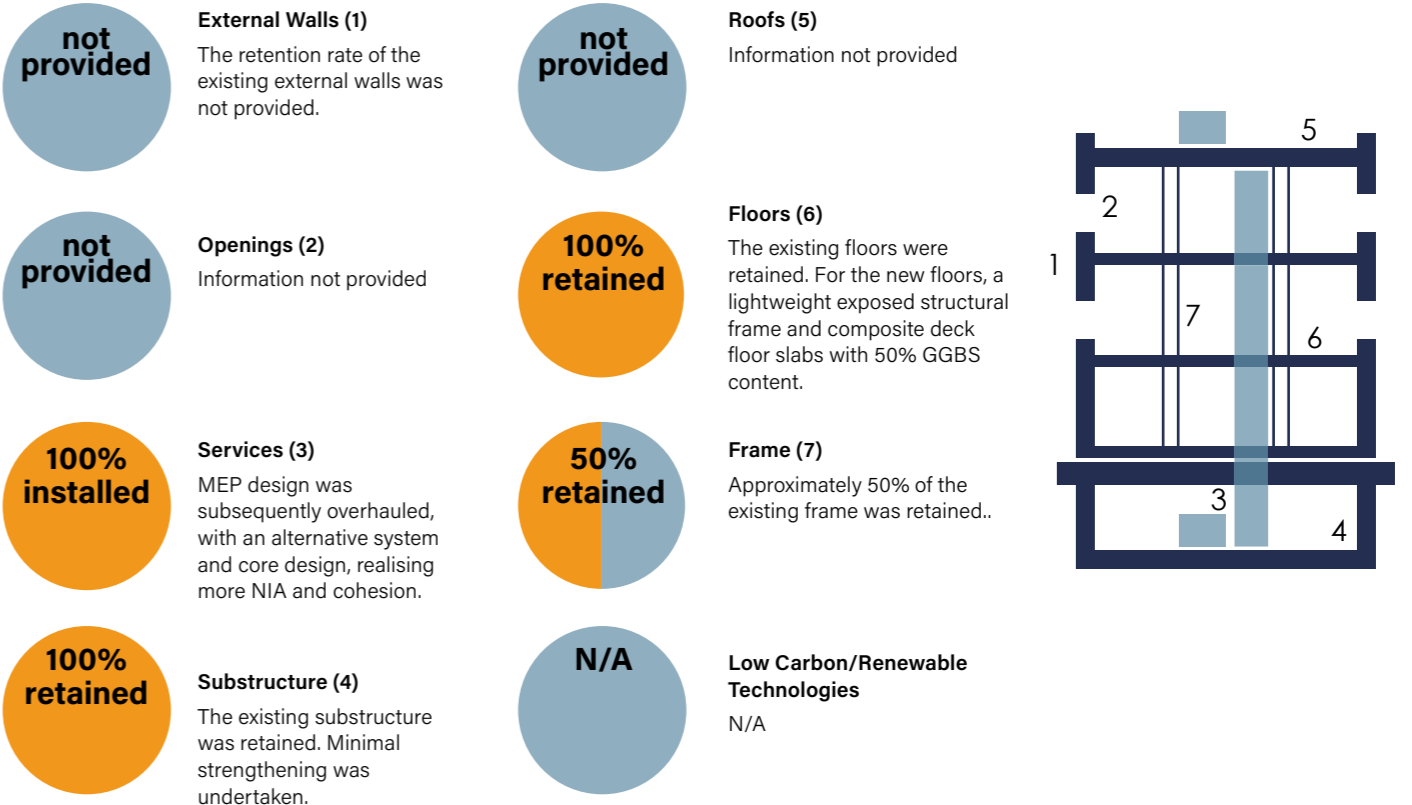 not
provided
External Walls (1)
The retention rate of the
existing external walls was
not provided.
not
provided
Openings (2)
Information not provided
100%
installed
Services (3)
MEP design was
subsequently overhauled,
with an alternative system
and core design, realising
more NIA and cohesion.
100%
retained
Substructure (4)
The existing substructure
was retained. Minimal
strengthening was
undertaken.
not
provided
Roofs (5)
Information not provided
100%
retained
Floors (6)
The existing floors were
retained. For the new floors, a
lightweight exposed structural
frame and composite deck
floor slabs with 50% GGBS
content.
50%
retained
Frame (7)
Approximately 50% of the
existing frame was retained..
N/A
Low Carbon/Renewable
Technologies
N/A
5
2
1
7
6
3
4